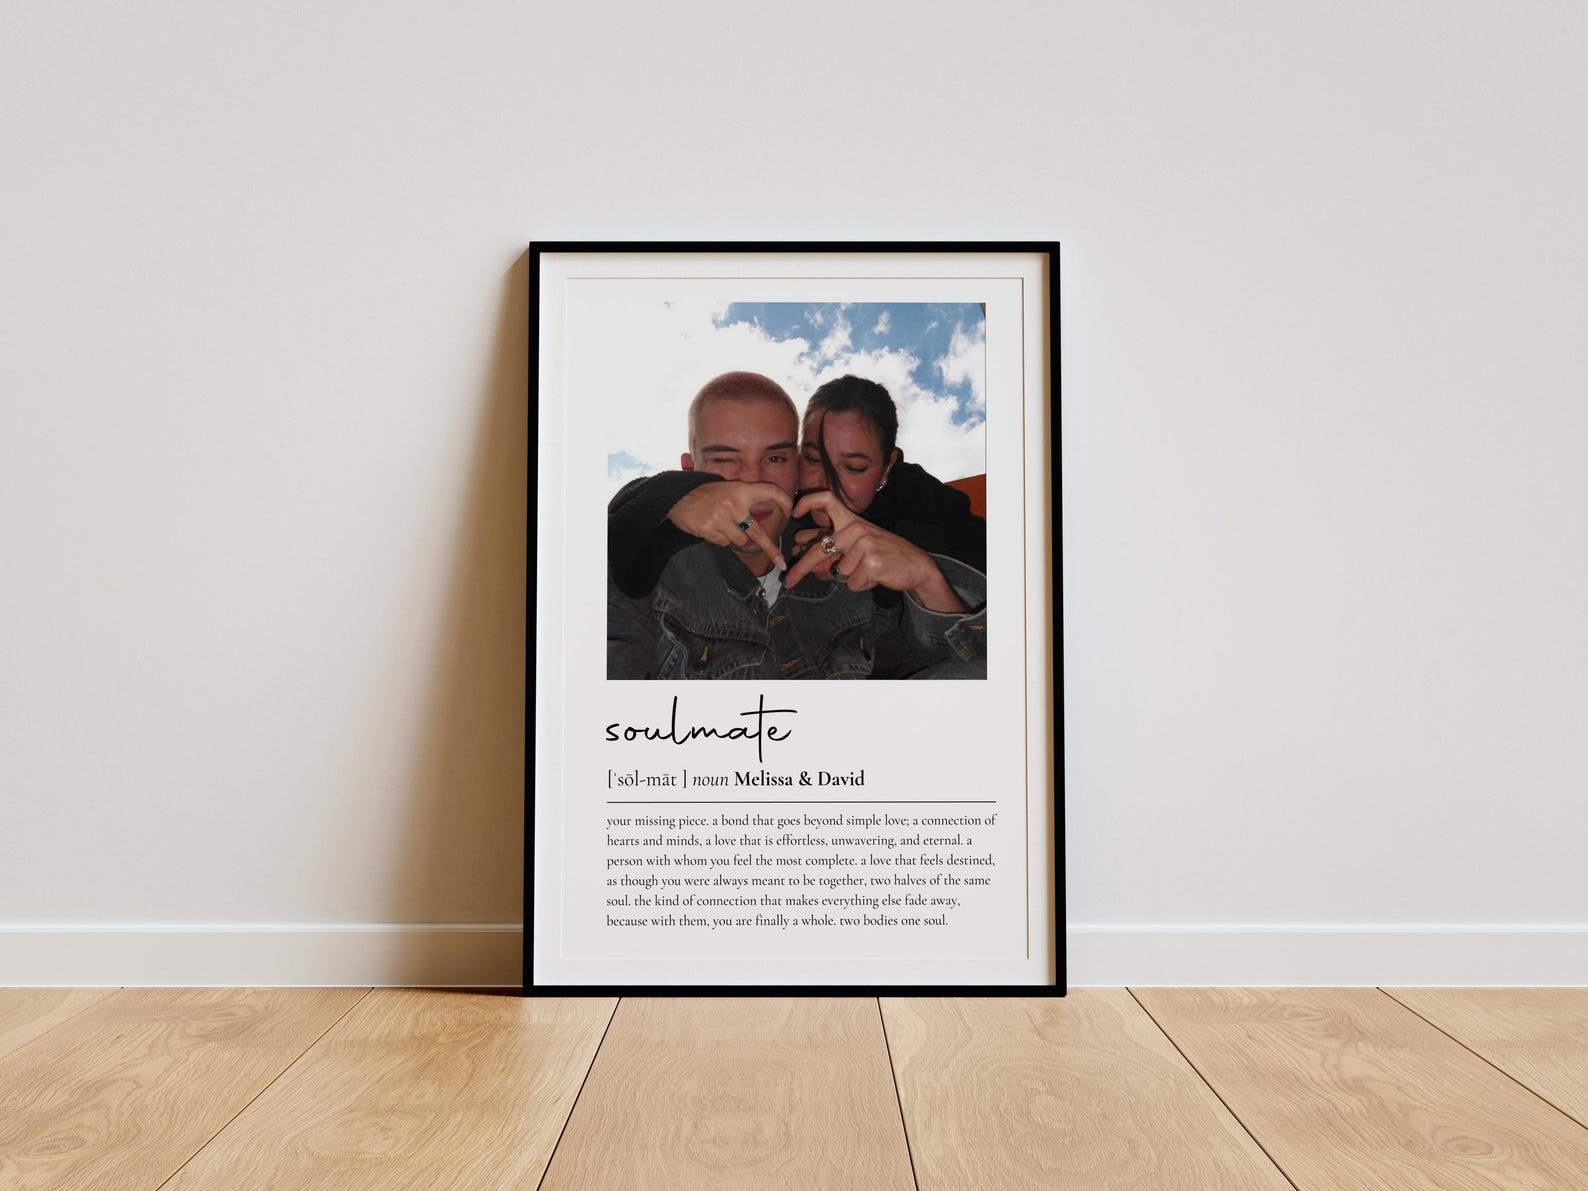 soulmate
[ˈsōl-māt ] noun Melissa & David
your missing piece. a bond that goes beyond simple love; a connection of
hearts and minds, a love that is effortless, unwavering, and eternal. a
person with whom you feel the most complete. a love that feels destined,
as though you were always meant to be together, two halves of the same
soul. the kind of connection that makes everything else fade away,
because with them, you are finally a whole. two bodies one soul.